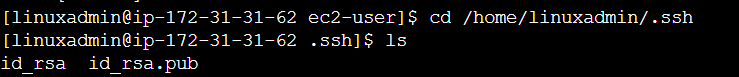 [linuxadmin@ip-172-31-31-62 ec2-user]$ cd /home/linuxadmin/.ssh
[linuxadmin@ip-172-31-31-62 .ssh]$ ls
id_rsa  id_rsa.pub